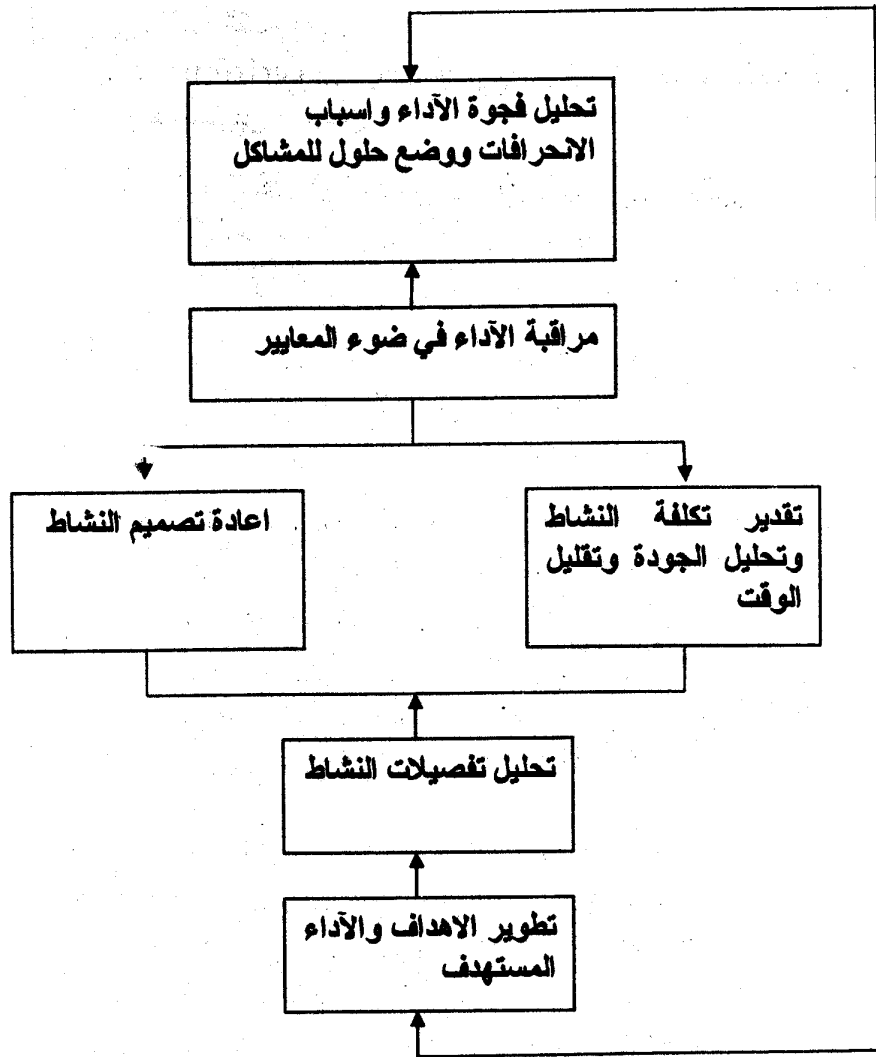 تحليل فجوة الآداء واسباب
الانحرافات ووضع حلول للمشاكل
مراقبة الآداء في ضوء المعايير
تقدير تكلفة النشاط
وتحليل الجودة وتقليل
الوقت
اعادة تصميم النشاط
تحليل تفصيلات النشاط
تطوير الاهداف والآداء
المستهدف